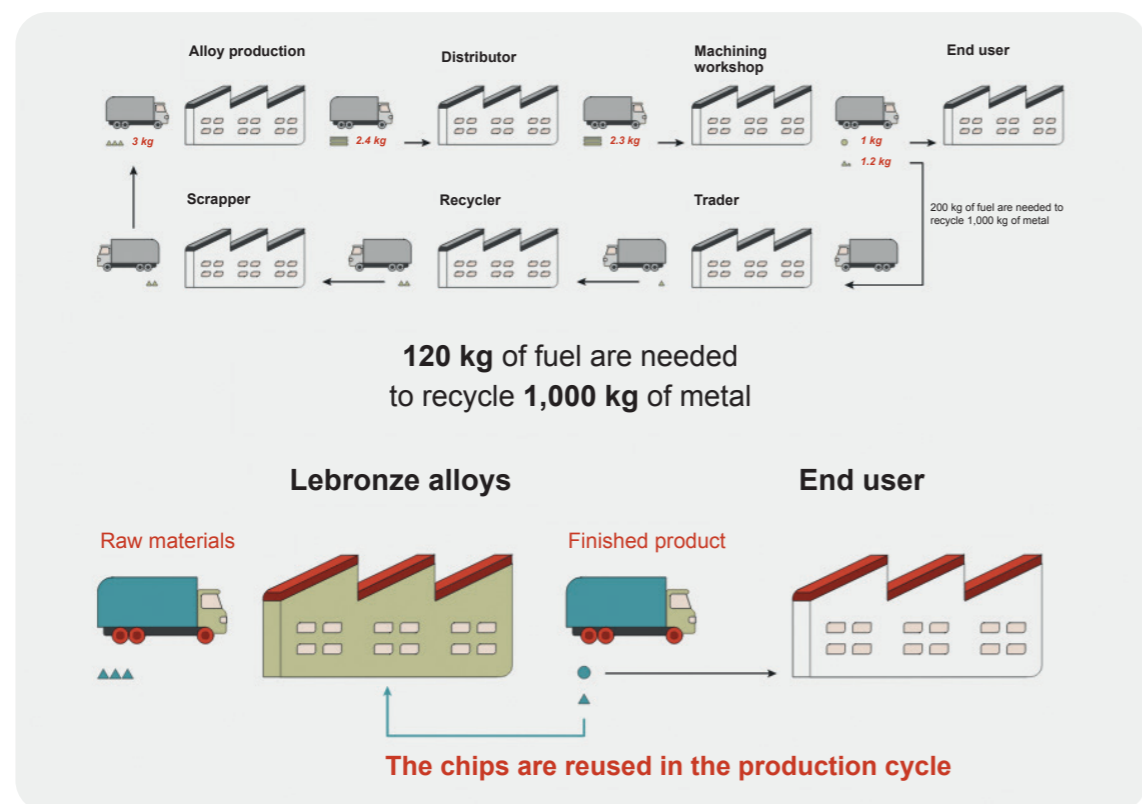 Alloy production
Distributor
Machining
workshop
End user
3 kg
2.4 kg
2.3 kg
1 kg
1.2 kg
Scrapper
Recycler
Trader
200 kg of fuel are needed to
recycle 1,000 kg of metal
120 kg of fuel are needed
to recycle 1,000 kg of metal
Lebronze alloys
End user
Raw materials
Finished product
The chips are reused in the production cycle